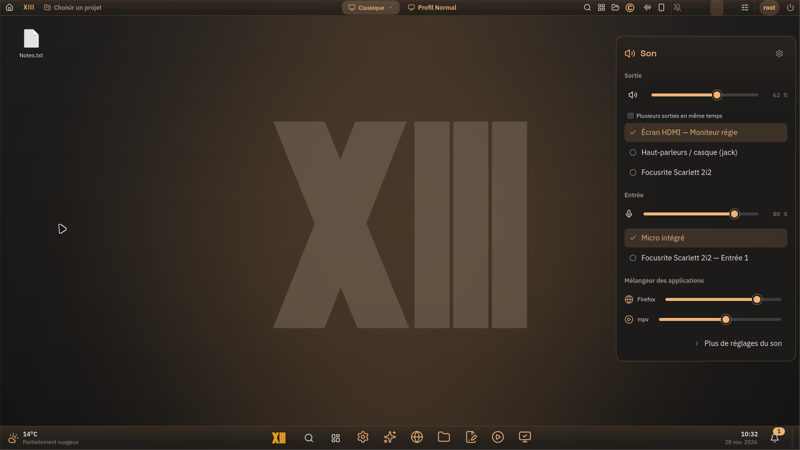 XIII
Choisir un projet
Classique
Profil Normal
root
Notes.txt
XIII
Son
Sortie
62 %
Plusieurs sorties en même temps
Écran HDMI — Moniteur régie
Haut-parleurs / casque (jack)
Focusrite Scarlett 2i2
Entrée
80 %
Micro intégré
Focusrite Scarlett 2i2 — Entrée 1
Mélangeur des applications
Firefox
mpv
Plus de réglages du son
14°C
Partiellement nuageux
XIII
10:32
28 nov. 2026
1